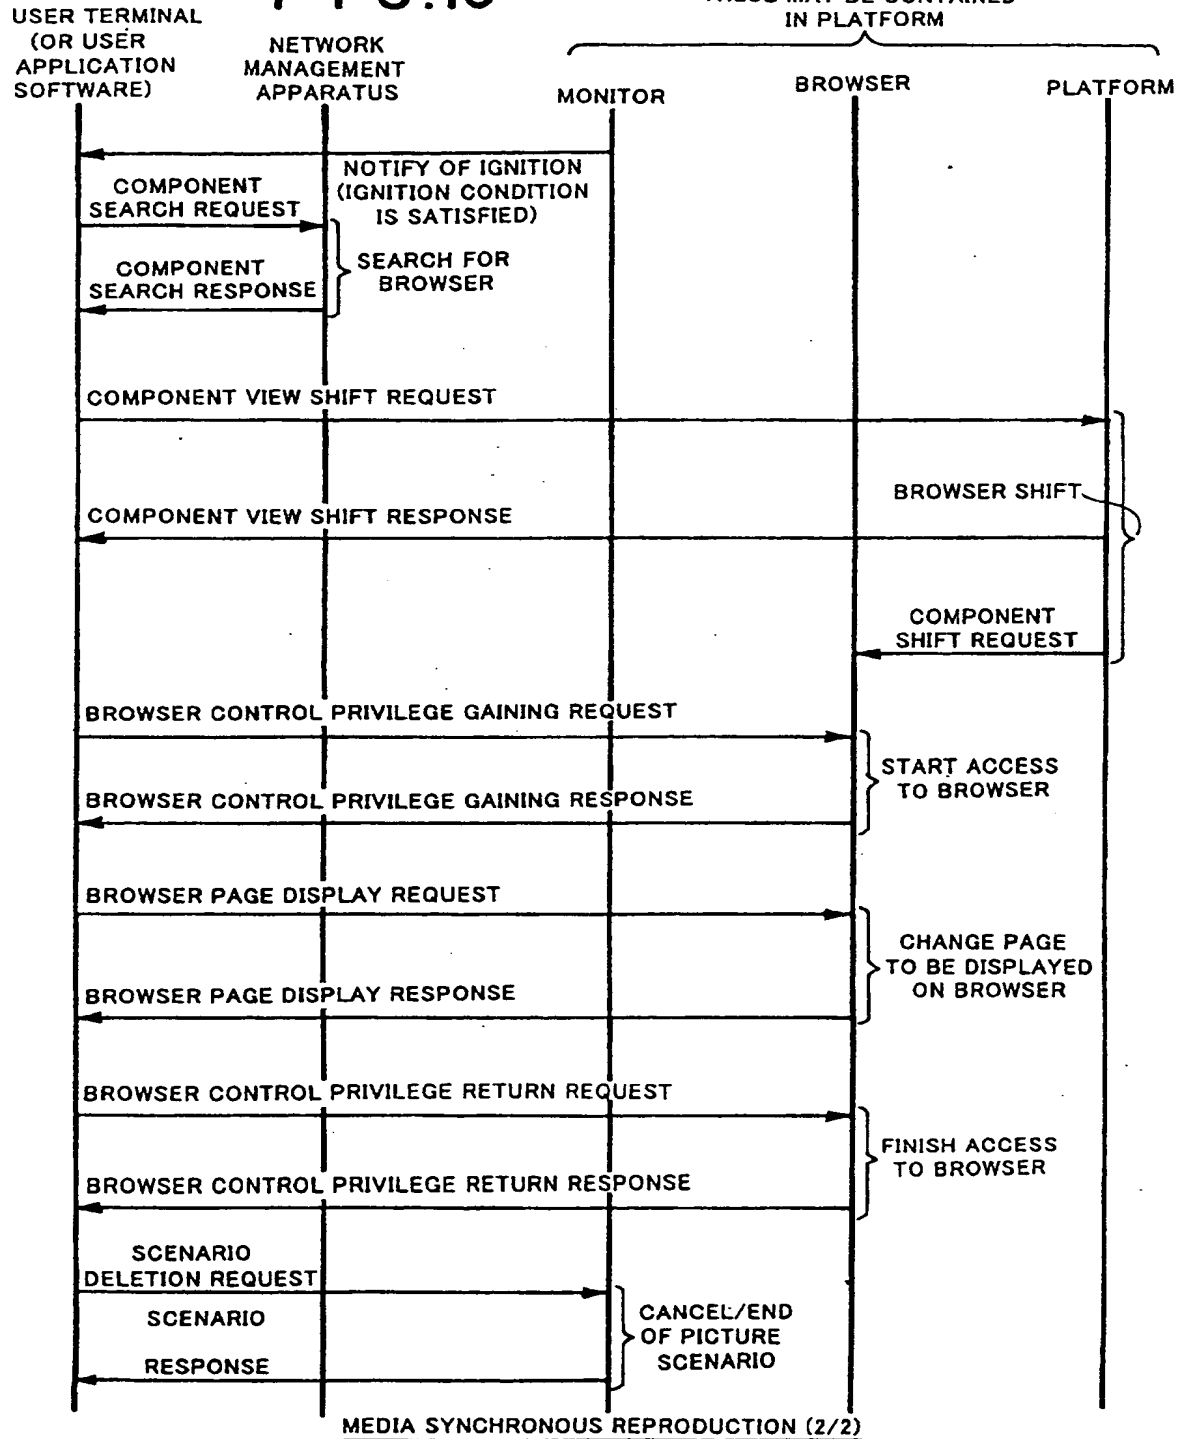 USER TERMINAL
(OR USER
APPLICATION
SOFTWARE)
NETWORK
MANAGEMENT
APPARATUS
IN PLATFORM
MONITOR
BROWSER
PLATFORM
NOTIFY OF IGNITION
(IGNITION CONDITION
IS SATISFIED)
COMPONENT
SEARCH REQUEST
COMPONENT
SEARCH RESPONSE
SEARCH FOR
BROWSER
COMPONENT VIEW SHIFT REQUEST
BROWSER SHIFT
COMPONENT VIEW SHIFT RESPONSE
COMPONENT
SHIFT REQUEST
BROWSER CONTROL PRIVILEGE GAINING REQUEST
START ACCESS
TO BROWSER
BROWSER CONTROL PRIVILEGE GAINING RESPONSE
BROWSER PAGE DISPLAY REQUEST
CHANGE PAGE
TO BE DISPLAYED
ON BROWSER
BROWSER PAGE DISPLAY RESPONSE
BROWSER CONTROL PRIVILEGE RETURN REQUEST
FINISH ACCESS
TO BROWSER
BROWSER CONTROL PRIVILEGE RETURN RESPONSE
SCENARIO
DELETION REQUEST
SCENARIO
RESPONSE
CANCEL/END
OF PICTURE
SCENARIO
MEDIA SYNCHRONOUS REPRODUCTION (2/2)